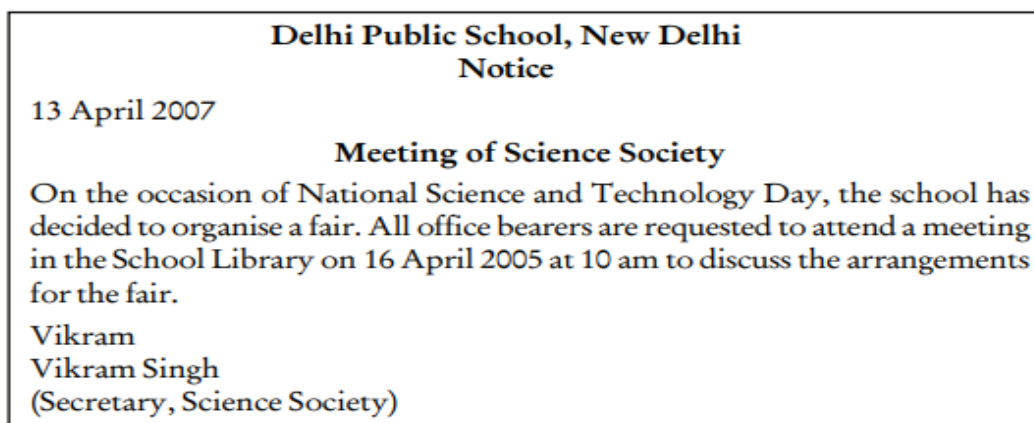 Delhi Public School, New Delhi
Notice
13 April 2007
Meeting of Science Society
On the occasion of National Science and Technology Day, the school has
decided to organise a fair. All office bearers are requested to attend a meeting
in the School Library on 16 April 2005 at 10 am to discuss the arrangements
for the fair.
Vikram
Vikram Singh
(Secretary, Science Society)